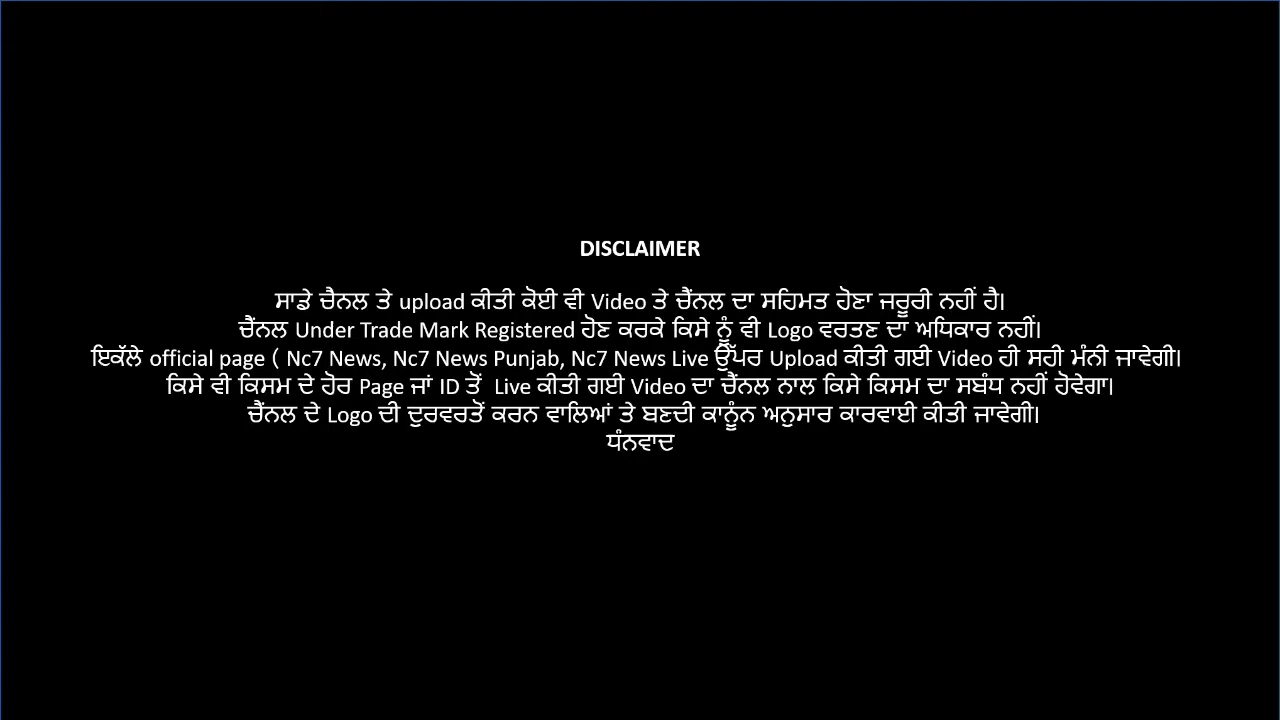 DISCLAIMER
ਸਾਡੇ ਚੈਨਲ ਤੇ upload ਕੀਤੀ ਕੋਈ ਵੀ Video ਤੇ ਚੈਂਨਲ ਦਾ ਸਹਿਮਤ ਹੋਣਾ ਜਰੂਰੀ ਨਹੀਂ ਹੈ।
ਚੈਂਨਲ Under Trade Mark Registered ਹੋਣ ਕਰਕੇ ਕਿਸੇ ਨੂੰ ਵੀ Logo ਵਰਤਣ ਦਾ ਅਧਿਕਾਰ ਨਹੀਂ।
ਇਕੱਲੇ official page ( Nc7 News, Nc7 News Punjab, Nc7 News Live ਉੱਪਰ Upload ਕੀਤੀ ਗਈ Video ਹੀ ਸਹੀ ਮੰਨੀ ਜਾਵੇਗੀ।
ਕਿਸੇ ਵੀ ਕਿਸਮ ਦੇ ਹੋਰ Page ਜਾਂ ID ਤੋਂ  Live ਕੀਤੀ ਗਈ Video ਦਾ ਚੈਂਨਲ ਨਾਲ ਕਿਸੇ ਕਿਸਮ ਦਾ ਸਬੰਧ ਨਹੀਂ ਹੋਵੇਗਾ।
ਚੈਂਨਲ ਦੇ Logo ਦੀ ਦੁਰਵਰਤੋਂ ਕਰਨ ਵਾਲਿਆਂ ਤੇ ਬਣਦੀ ਕਾਨੂੰਨ ਅਨੁਸਾਰ ਕਾਰਵਾਈ ਕੀਤੀ ਜਾਵੇਗੀ।
ਧੰਨਵਾਦ